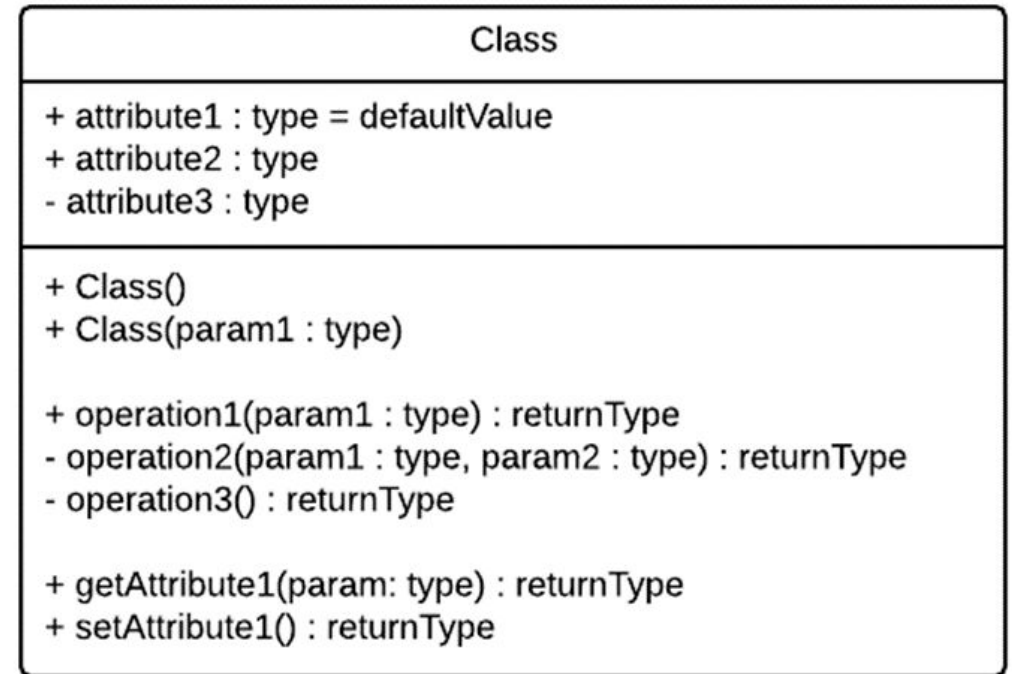 Class
+ attribute1 : type = defaultValue
+ attribute2 : type
- attribute3 : type
+ Class()
+ Class(param1 : type)
+ operation1(param1 : type) : returnType
- operation2(param1 : type, param2 : type) : returnType
- operation3() : returnType
+ getAttribute1(param: type) : returnType
+ setAttribute1() : returnType